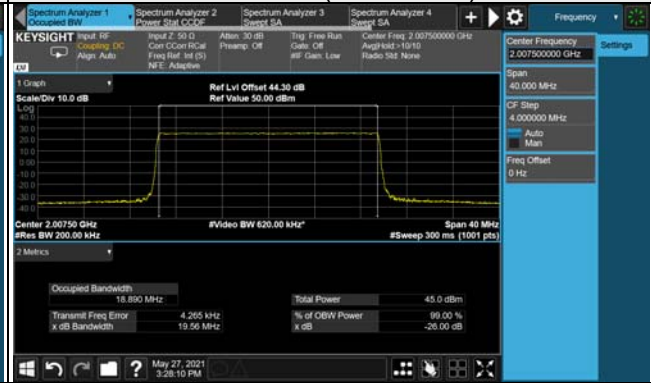 Spectrum Analyzer 1
Occupied BW
Spectrum Analyzer 2
Power Stat CCDF
Spectrum Analyzer 3
Swept SA
Spectrum Analyzer 4
Swept SA
+
Frequency
KEYSIGHT
Input: RF
Coupling: DC
Align: Auto
Input Z: 50 Ω
Corr CCorr RCal
Freq Ref: Int (S)
NFE: Adaptive
Atten: 30 dB
Preamp: Off
Trig: Free Run
Gate: Off
#IF Gain: Low
Center Freq: 2.007500000 GHz
Avg|Hold:>10/10
Radio Std: None
Center Frequency
2.007500000 GHz
Settings
Span
40.000 MHz
CF Step
4.000000 MHz
Auto
Man
Freq Offset
0 Hz
LXI
1 Graph
Scale/Div 10.0 dB
Ref Lvl Offset 44.30 dB
Ref Value 50.00 dBm
Log
40.0
30.0
20.0
10.0
0.00
-10.0
-20.0
-30.0
-40.0
Center 2.00750 GHz
#Res BW 200.00 kHz
#Video BW 620.00 kHz*
Span 40 MHz
#Sweep 300 ms (1001 pts)
2 Metrics
Occupied Bandwidth
18.890 MHz
Total Power
45.0 dBm
Transmit Freq Error
4.265 kHz
% of OBW Power
99.00 %
x dB Bandwidth
19.56 MHz
x dB
-26.00 dB
?
May 27, 2021
3:28:10 PM